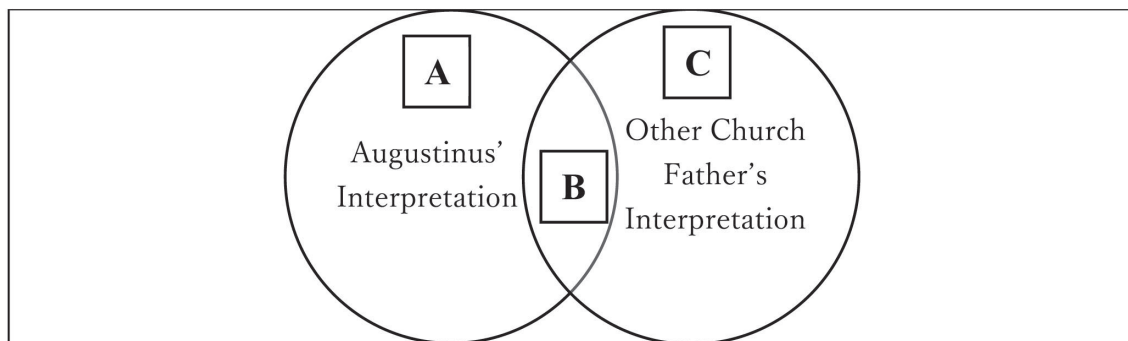 A
Augustinus’
Interpretation
B
C
Other Church
Father’s
Interpretation